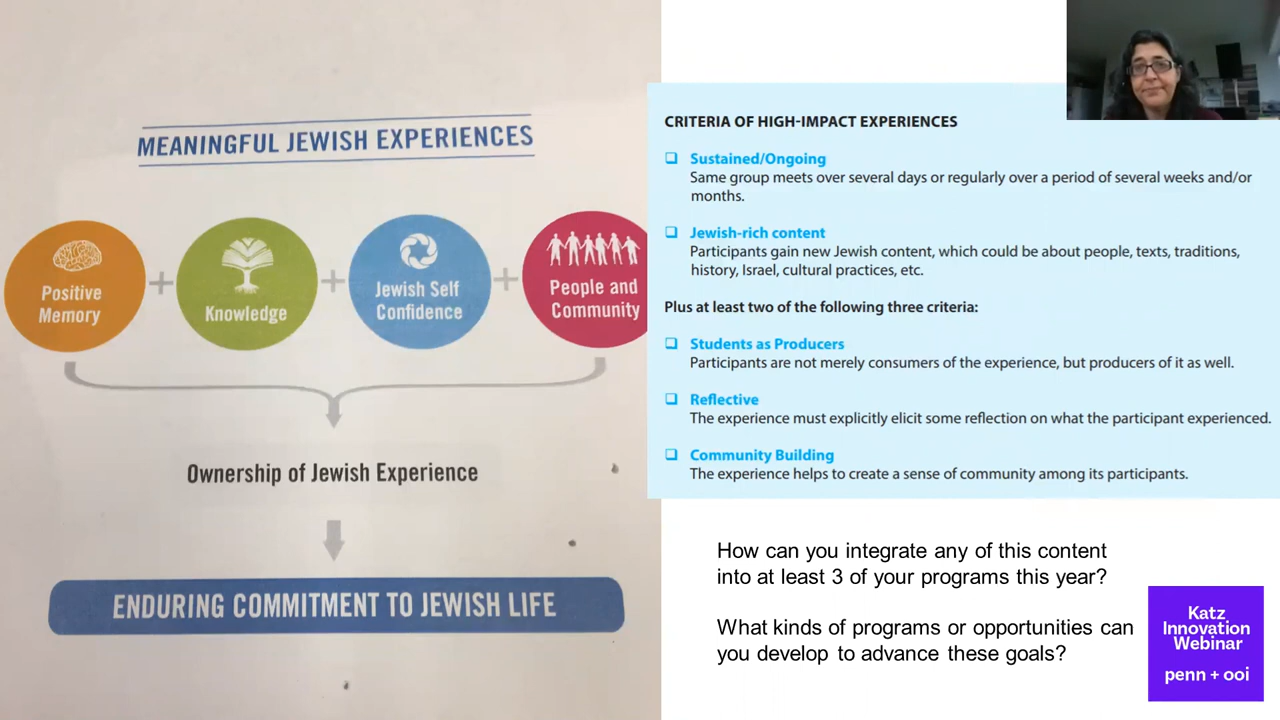 MEANINGFUL JEWISH EXPERIENCES
Positive
Memory
+
Knowledge
+
Jewish Self
Confidence
+
People and
Community
Ownership of Jewish Experience
ENDURING COMMITMENT TO JEWISH LIFE
CRITERIA OF HIGH-IMPACT EXPERIENCES
❑ Sustained/Ongoing
Same group meets over several days or regularly over a period of several weeks and/or
months.
❑ Jewish-rich content
Participants gain new Jewish content, which could be about people, texts, traditions,
history, Israel, cultural practices, etc.
Plus at least two of the following three criteria:
❑ Students as Producers
Participants are not merely consumers of the experience, but producers of it as well.
❑ Reflective
The experience must explicitly elicit some reflection on what the participant experienced.
❑ Community Building
The experience helps to create a sense of community among its participants.
How can you integrate any of this content
into at least 3 of your programs this year?
What kinds of programs or opportunities can
you develop to advance these goals?
Katz
Innovation
Webinar
penn + ooi